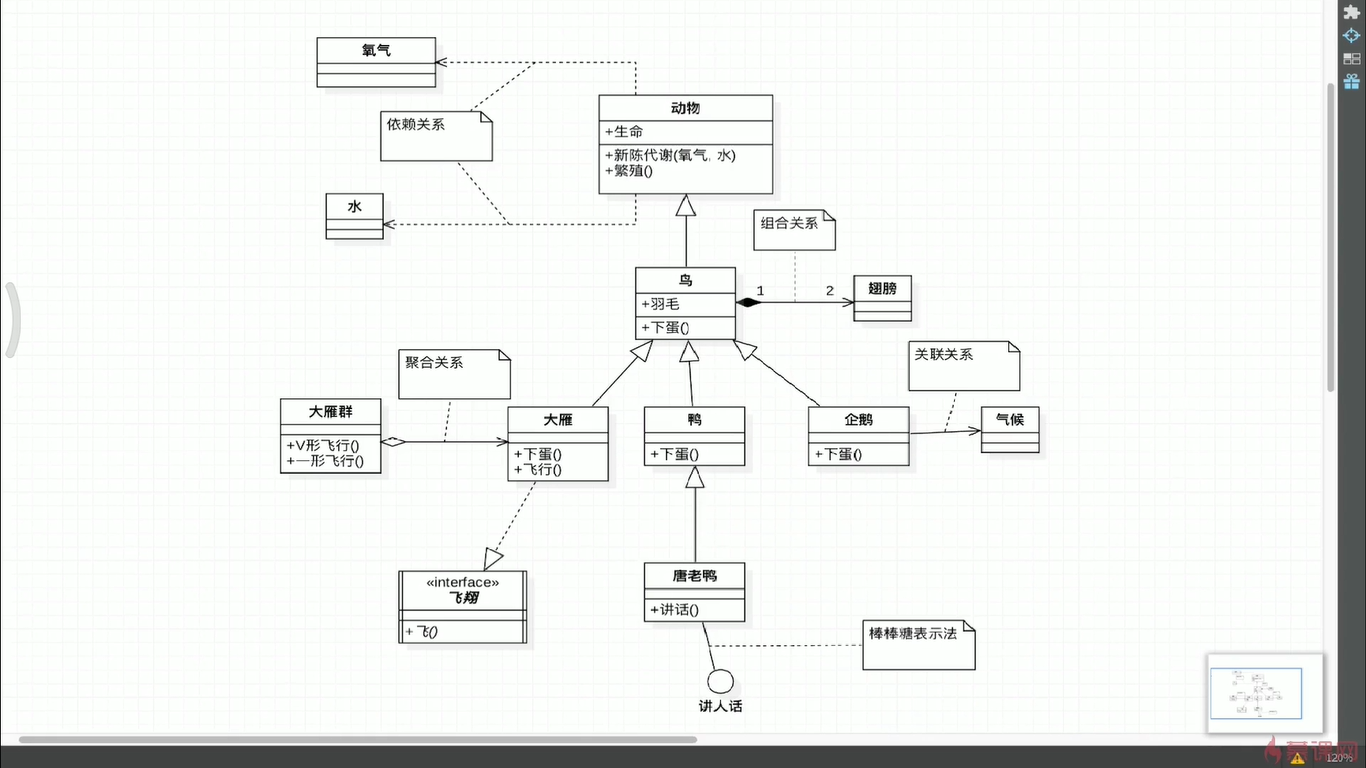 氧气
动物
+生命
+新陈代谢(氧气, 水)
+繁殖()
依赖关系
水
组合关系
鸟
+羽毛
+下蛋()
1
2
翅膀
聚合关系
关联关系
大雁群
+V形飞行()
+一形飞行()
大雁
+下蛋()
+飞行()
鸭
+下蛋()
企鹅
+下蛋()
气候
«interface»
飞翔
+飞()
唐老鸭
+讲话()
棒棒糖表示法
讲人话
慕课网
120%